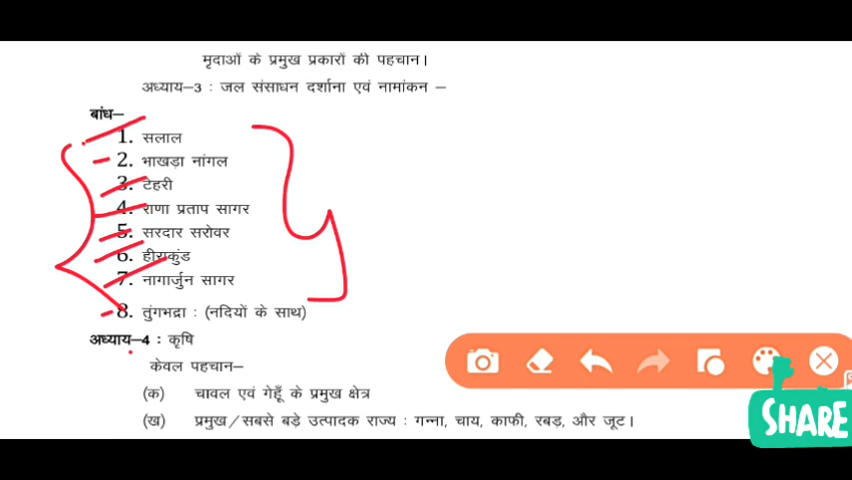 मृदाओं के प्रमुख प्रकारों की पहचान।
अध्याय–3 : जल संसाधन दर्शाना एवं नामांकन –
बांध–
1. सलाल
2. भाखड़ा नांगल
3. टेहरी
4. राणा प्रताप सागर
5. सरदार सरोवर
6. हीराकुंड
7. नागार्जुन सागर
8. तुंगभद्रा : (नदियों के साथ)
अध्याय–4 : कृषि
केवल पहचान–
(क) चावल एवं गेहूँ के प्रमुख क्षेत्र
(ख) प्रमुख/सबसे बड़े उत्पादक राज्य : गन्ना, चाय, काफी, रबड़, और जूट।
SHARE